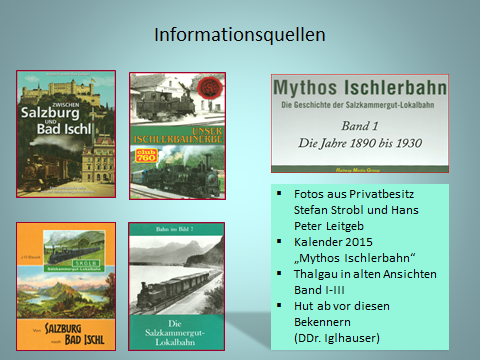 Informationsquellen
ZWISCHEN
Salzburg
UND
Bad Ischl
UNSER
ISCHLERBAHNERBE
club
760
Mythos Ischlerbahn
Die Geschichte der Salzkammergut-Lokalbahn
Band 1
Die Jahre 1890 bis 1930
SKGLB
Salzkammergut-Lokalbahn
Von
SALZBURG
nach BAD ISCHL
Bahn im Bild 7
Die
Salzkammergut-
Lokalbahn
▪ Fotos aus Privatbesitz
Stefan Strobl und Hans
Peter Leitgeb
▪ Kalender 2015
„Mythos Ischlerbahn“
▪ Thalgau in alten Ansichten
Band I-III
▪ Hut ab vor diesen
Bekennern
(DDr. Iglhauser)